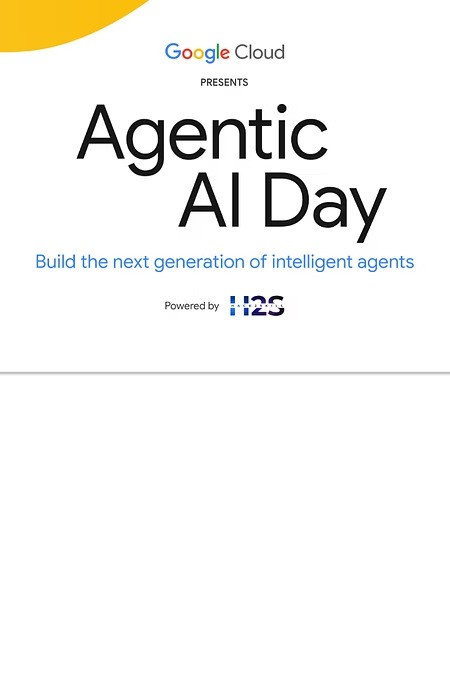 Google Cloud
PRESENTS
Agentic
AI Day
Build the next generation of intelligent agents
Powered by H2S